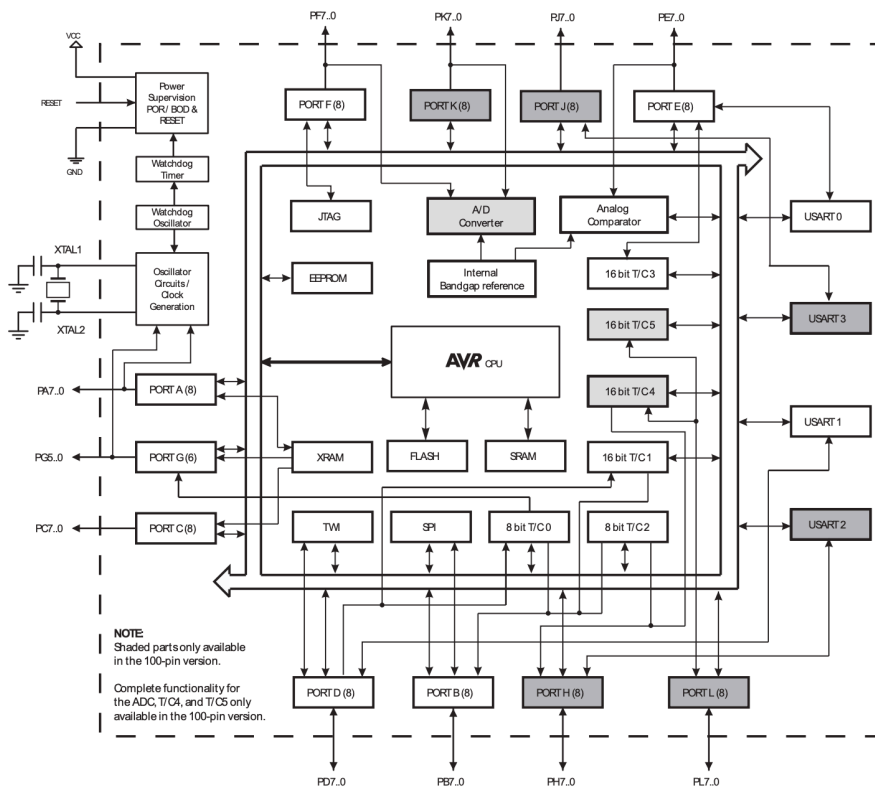 PF7..0
PK7..0
PJ7..0
PE7..0
VCC
RESET
GND
Power
Supervision
POR / BOD &
RESET
PORT F (8)
PORT K (8)
PORT J (8)
PORT E (8)
Watchdog
Timer
Watchdog
Oscillator
JTAG
A/D
Converter
Analog
Comparator
USART 0
XTAL1
XTAL2
Oscillator
Circuits /
Clock
Generation
EEPROM
Internal
Bandgap reference
16 bit T/C3
16 bit T/C5
USART 3
AVR CPU
PA7..0
PORT A (8)
16 bit T/C4
USART 1
PG5..0
PORT G (6)
XRAM
FLASH
SRAM
16 bit T/C1
PC7..0
PORT C (8)
TWI
SPI
8 bit T/C0
8 bit T/C2
USART 2
NOTE:
Shaded parts only available
in the 100-pin version.
Complete functionality for
the ADC, T/C4, and T/C5 only
available in the 100-pin version.
PORT D (8)
PORT B (8)
PORT H (8)
PORT L (8)
PD7..0
PB7..0
PH7..0
PL7..0